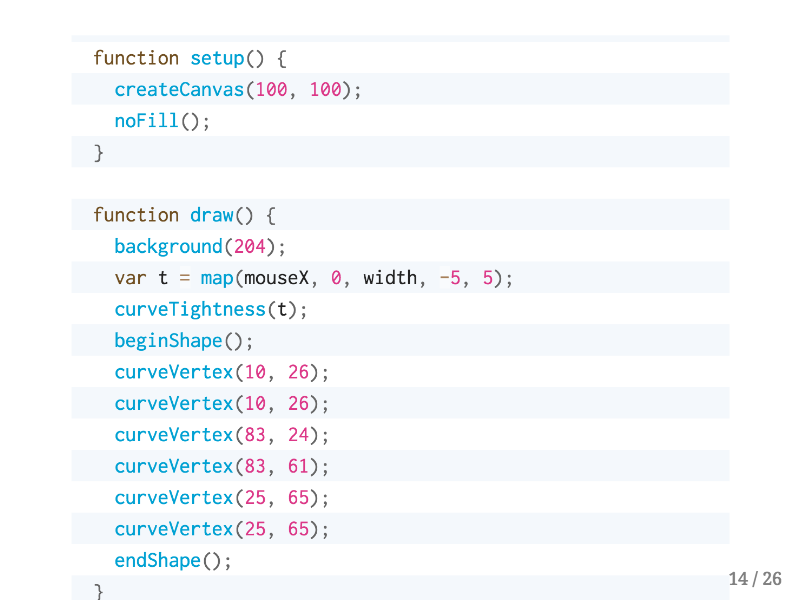 function setup() {
  createCanvas(100, 100);
  noFill();
}

function draw() {
  background(204);
  var t = map(mouseX, 0, width, -5, 5);
  curveTightness(t);
  beginShape();
  curveVertex(10, 26);
  curveVertex(10, 26);
  curveVertex(83, 24);
  curveVertex(83, 61);
  curveVertex(25, 65);
  curveVertex(25, 65);
  endShape();
}
14 / 26